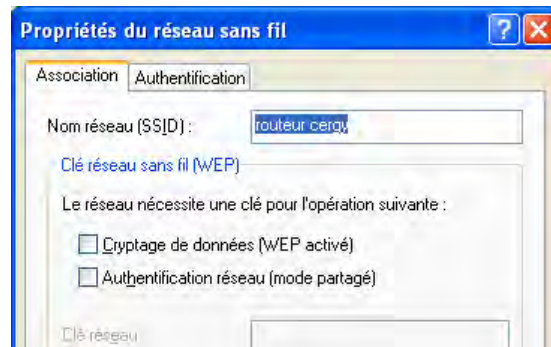 Propriétés du réseau sans fil
Association Authentification
Nom réseau (SSID) : routeur cergy
Clé réseau sans fil (WEP)
Le réseau nécessite une clé pour l'opération suivante :
Cryptage de données (WEP activé)
Authentification réseau (mode partagé)
Clé réseau